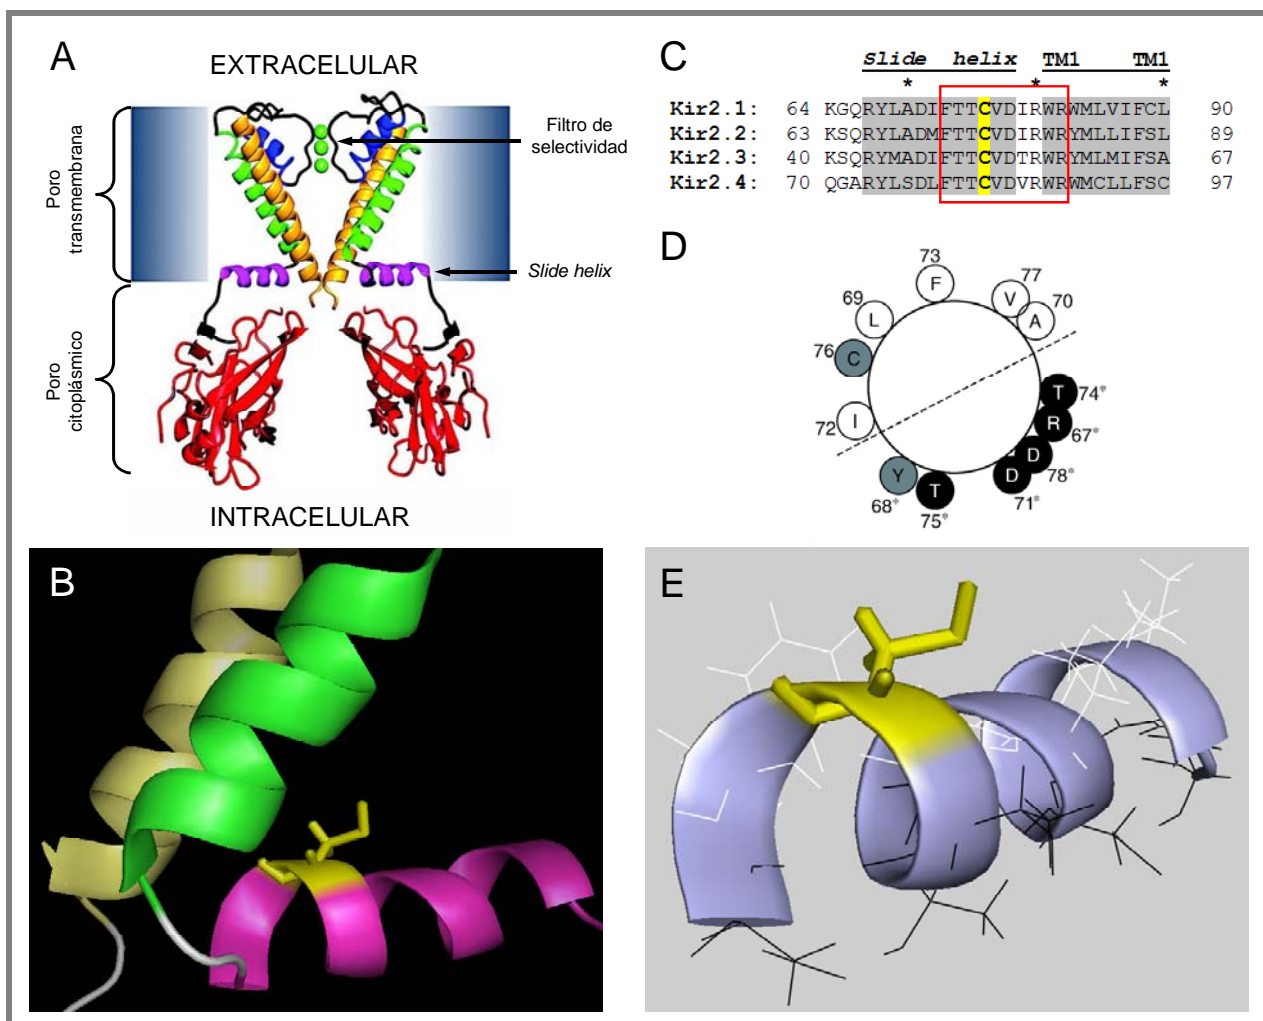 A
EXTRACELULAR
Poro
transmembrana
Filtro de
selectividad
Slide helix
Poro
citoplásmico
INTRACELULAR
C
Slide helix TM1 TM1
* * *
Kir2.1: 64 KGQRYLADIFTTCVDIRWRWMLVIFCL 90
Kir2.2: 63 KSQRYLADMFTTCVDIRWRYMLLIFSL 89
Kir2.3: 40 KSQRYMADIFTTCVDTRWRYMLMIFSA 67
Kir2.4: 70 QGARYLSDLFTTCVDVRWRWMCLLFSC 97
D
73 F
77 V
70 A
69 L
76 C
72 I
T 74*
R 67*
D 78*
D 71*
Y 68*
T 75*
B
E